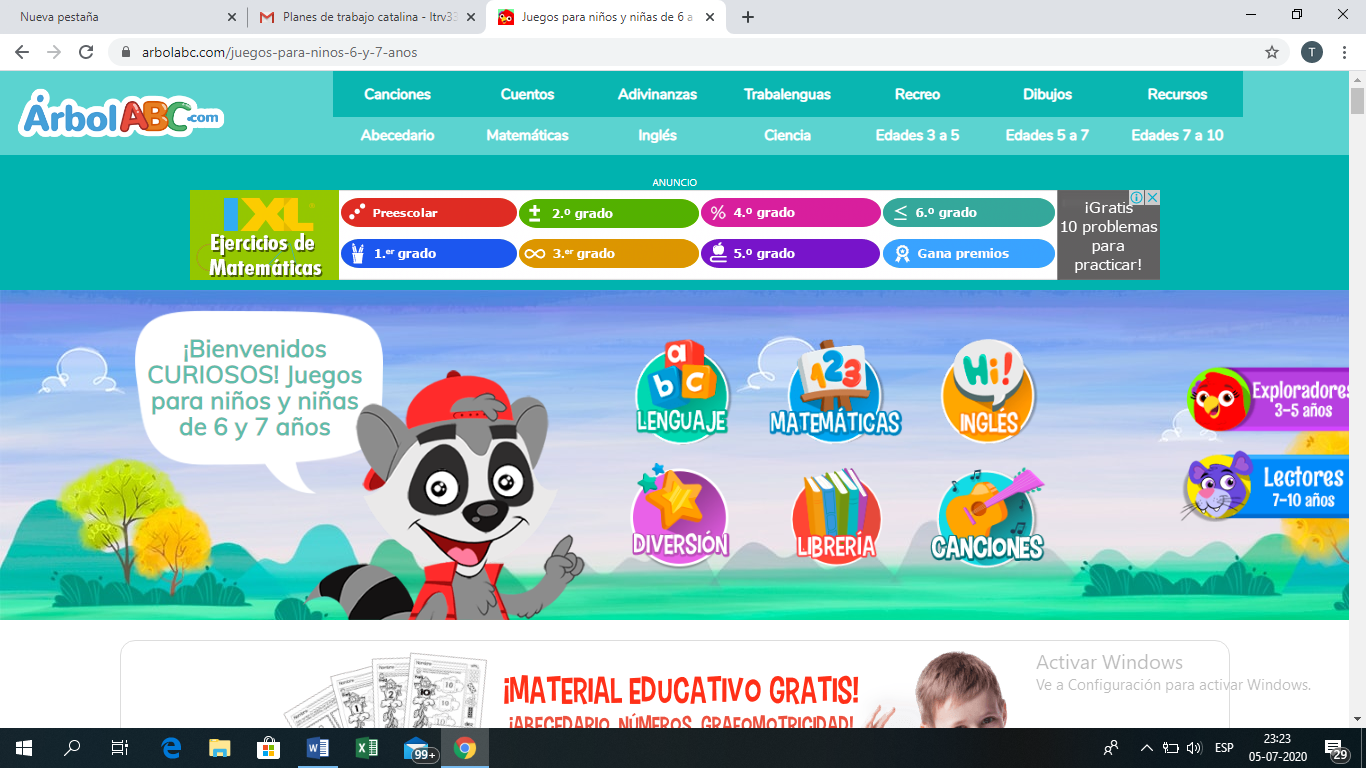 Nueva pestaña
Planes de trabajo catalina - ltrv33
Juegos para niños y niñas de 6 a
arbolabc.com/juegos-para-ninos-6-y-7-anos
T
ÁrbolABC.com
Canciones Cuentos Adivinanzas Trabalenguas Recreo Dibujos Recursos
Abecedario Matemáticas Inglés Ciencia Edades 3 a 5 Edades 5 a 7 Edades 7 a 10
ANUNCIO
IXL
Ejercicios de
Matemáticas
Preescolar
2.º grado
4.º grado
6.º grado
1.er grado
3.er grado
5.º grado
Gana premios
¡Gratis
10 problemas
para
practicar!
¡Bienvenidos
CURIOSOS! Juegos
para niños y niñas
de 6 y 7 años
a
b c
LENGUAJE
123
MATEMÁTICAS
Hi!
INGLÉS
DIVERSIÓN
LIBRERÍA
CANCIONES
Exploradores
3-5 años
Lectores
7-10 años
¡MATERIAL EDUCATIVO GRATIS!
¡ABECEDARIO, NÚMEROS, GRAFOMOTRICIDAD!
Activar Windows
Ve a Configuración para activar Windows.
99+
ESP
23:23
05-07-2020
29